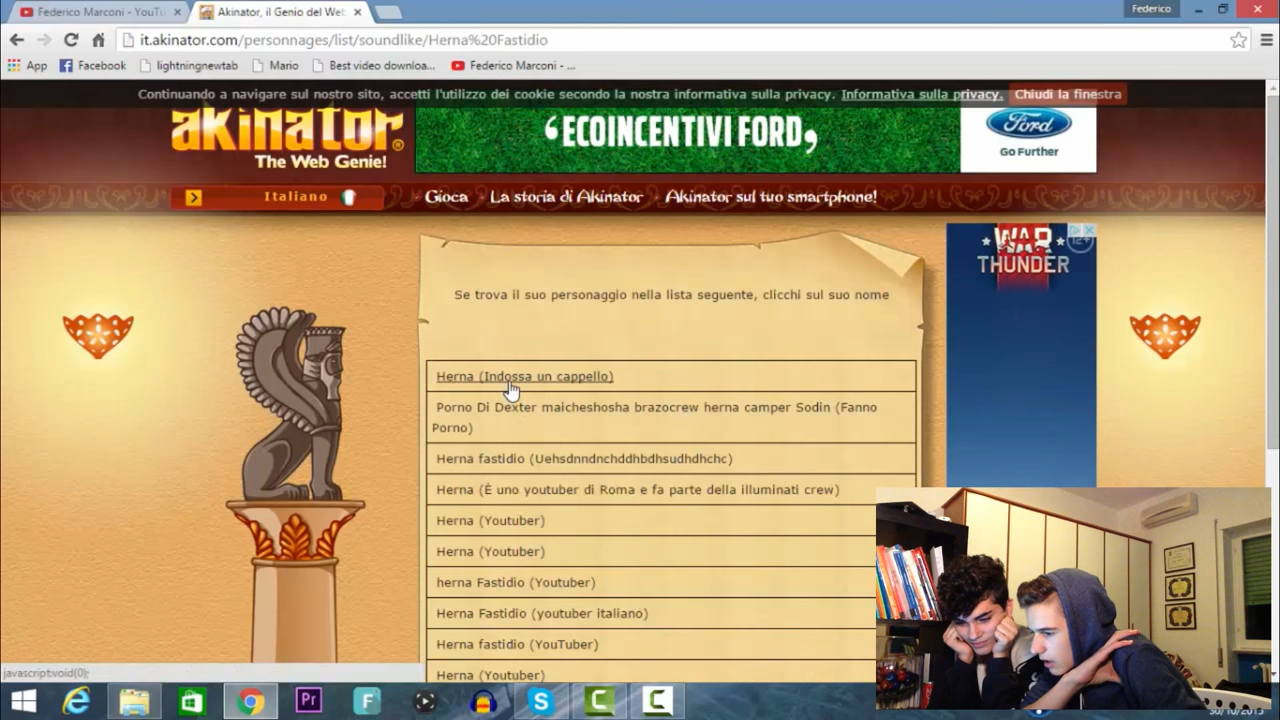 Federico Marconi - YouTu
Akinator, il Genio del Web
Federico
it.akinator.com/personnages/list/soundlike/Herna%20Fastidio
App
Facebook
lightningnewtab
Mario
Best video downloa...
Federico Marconi - ...
Continuando a navigare sul nostro sito, accetti l'utilizzo dei cookie secondo la nostra informativa sulla privacy. Informativa sulla privacy. Chiudi la finestra
akinator®
The Web Genie!
‘ECOINCENTIVI FORD,
Ford
Go Further
Italiano
Gioca
La storia di Akinator
Akinator sul tuo smartphone!
WAR
THUNDER
12+
Se trova il suo personaggio nella lista seguente, clicchi sul suo nome
Herna (Indossa un cappello)
Porno Di Dexter maicheshosha brazocrew herna camper Sodin (Fanno
Porno)
Herna fastidio (Uehsdnndnchddhbdhsudhdhchc)
Herna (È uno youtuber di Roma e fa parte della illuminati crew)
Herna (Youtuber)
Herna (Youtuber)
herna Fastidio (Youtuber)
Herna Fastidio (youtuber italiano)
Herna fastidio (YouTuber)
Herna (Youtuber)
javascript:void(0);
Pr
F
30/10/2015